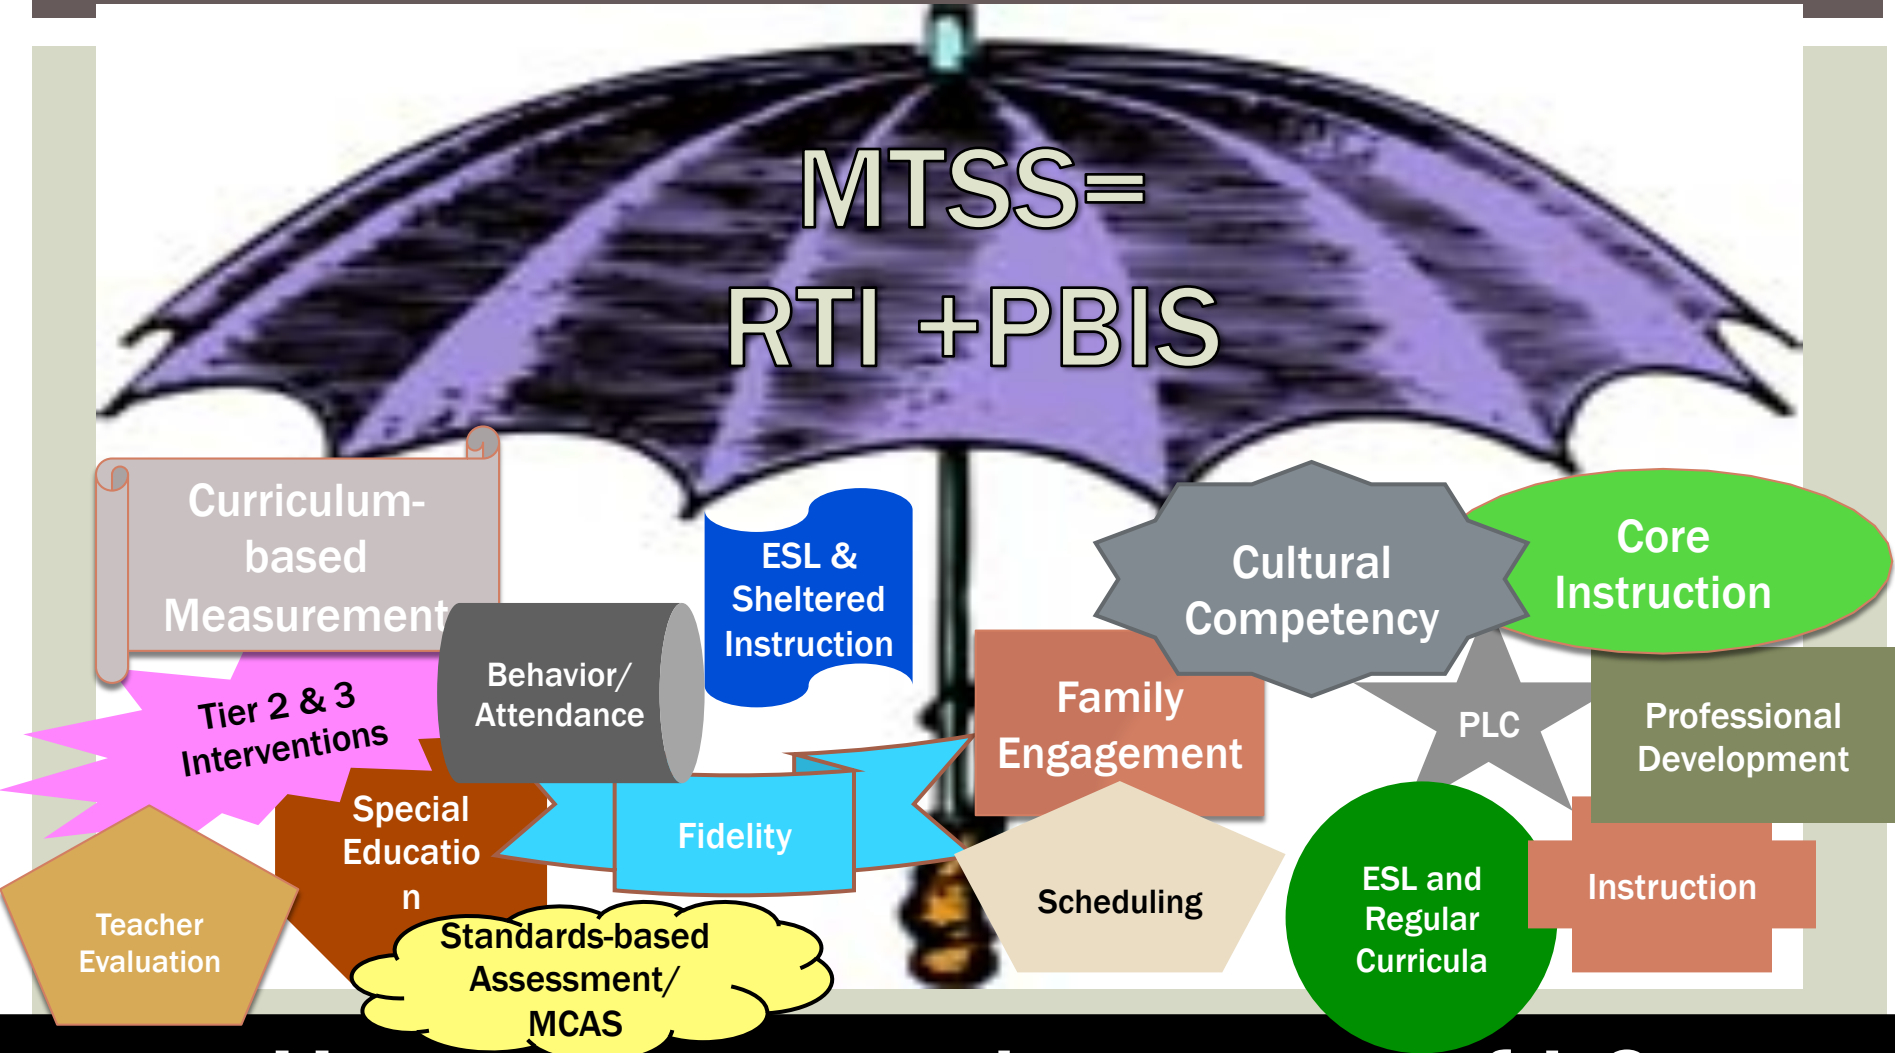 MTSS=
RTI +PBIS
Curriculum-
based
Measurement
ESL &
Sheltered
Instruction
Cultural
Competency
Core
Instruction
Tier 2 & 3
Interventions
Behavior/
Attendance
Family
Engagement
PLC
Professional
Development
Special
Educatio
n
Fidelity
Scheduling
ESL and
Regular
Curricula
Instruction
Teacher
Evaluation
Standards-based
Assessment/
MCAS